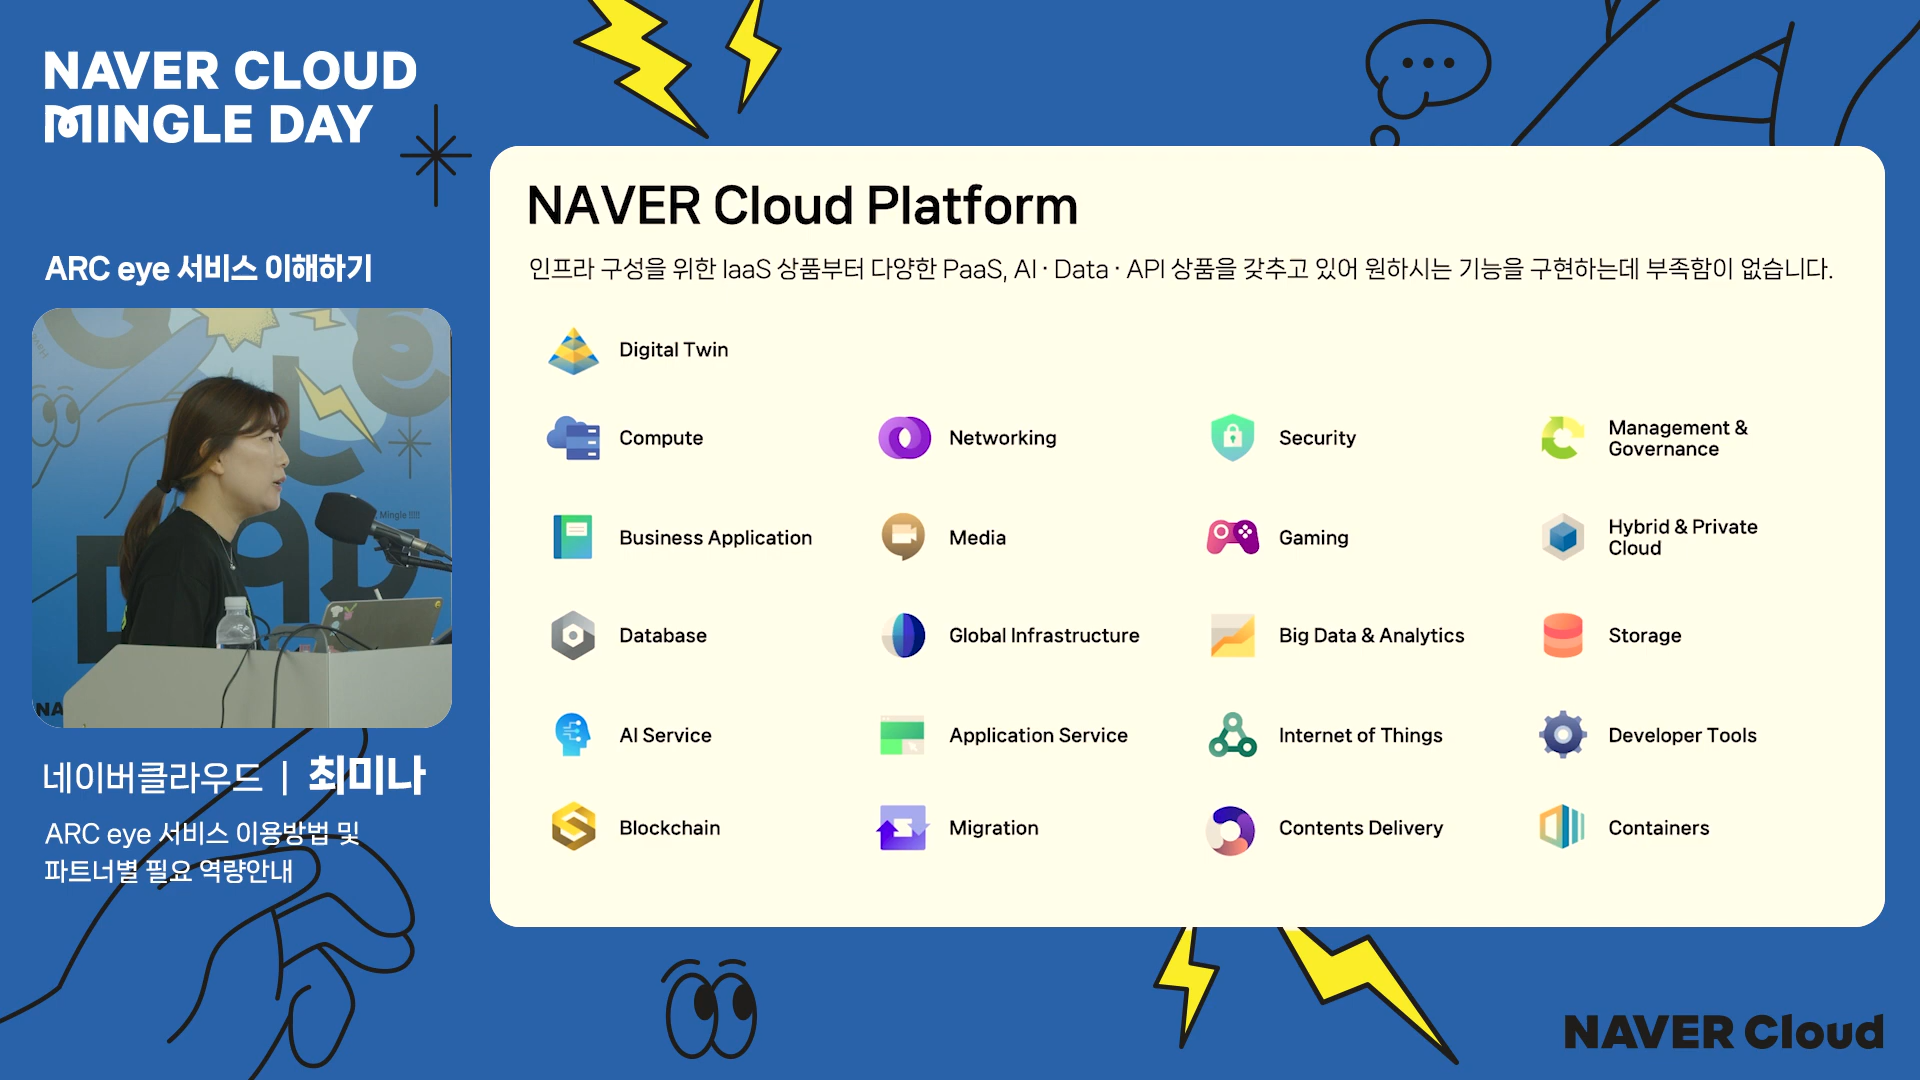 NAVER CLOUD
MINGLE DAY
ARC eye 서비스 이해하기
Mingle !!!!!
NA
네이버클라우드 | 최미나
ARC eye 서비스 이용방법 및
파트너별 필요 역량안내
NAVER Cloud Platform
인프라 구성을 위한 IaaS 상품부터 다양한 PaaS, AI · Data · API 상품을 갖추고 있어 원하시는 기능을 구현하는데 부족함이 없습니다.
Digital Twin
Compute
Networking
Security
Management &
Governance
Business Application
Media
Gaming
Hybrid & Private
Cloud
Database
Global Infrastructure
Big Data & Analytics
Storage
AI Service
Application Service
Internet of Things
Developer Tools
Blockchain
Migration
Contents Delivery
Containers
NAVER Cloud